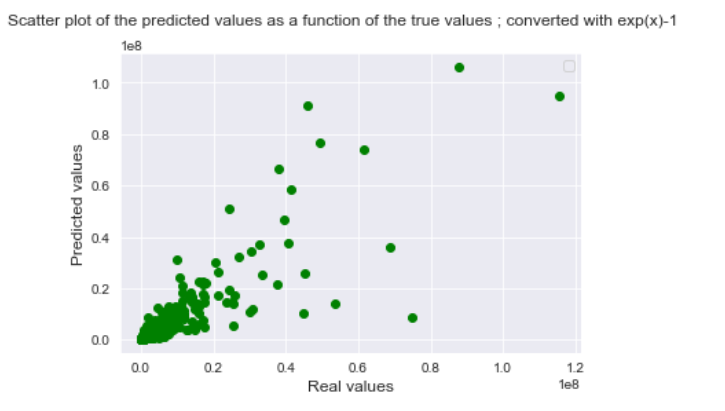 Scatter plot of the predicted values as a function of the true values ; converted with exp(x)-1
1e8
1.0
0.8
0.6
0.4
0.2
0.0
Predicted values
0.0 0.2 0.4 0.6 0.8 1.0 1.2
Real values
1e8